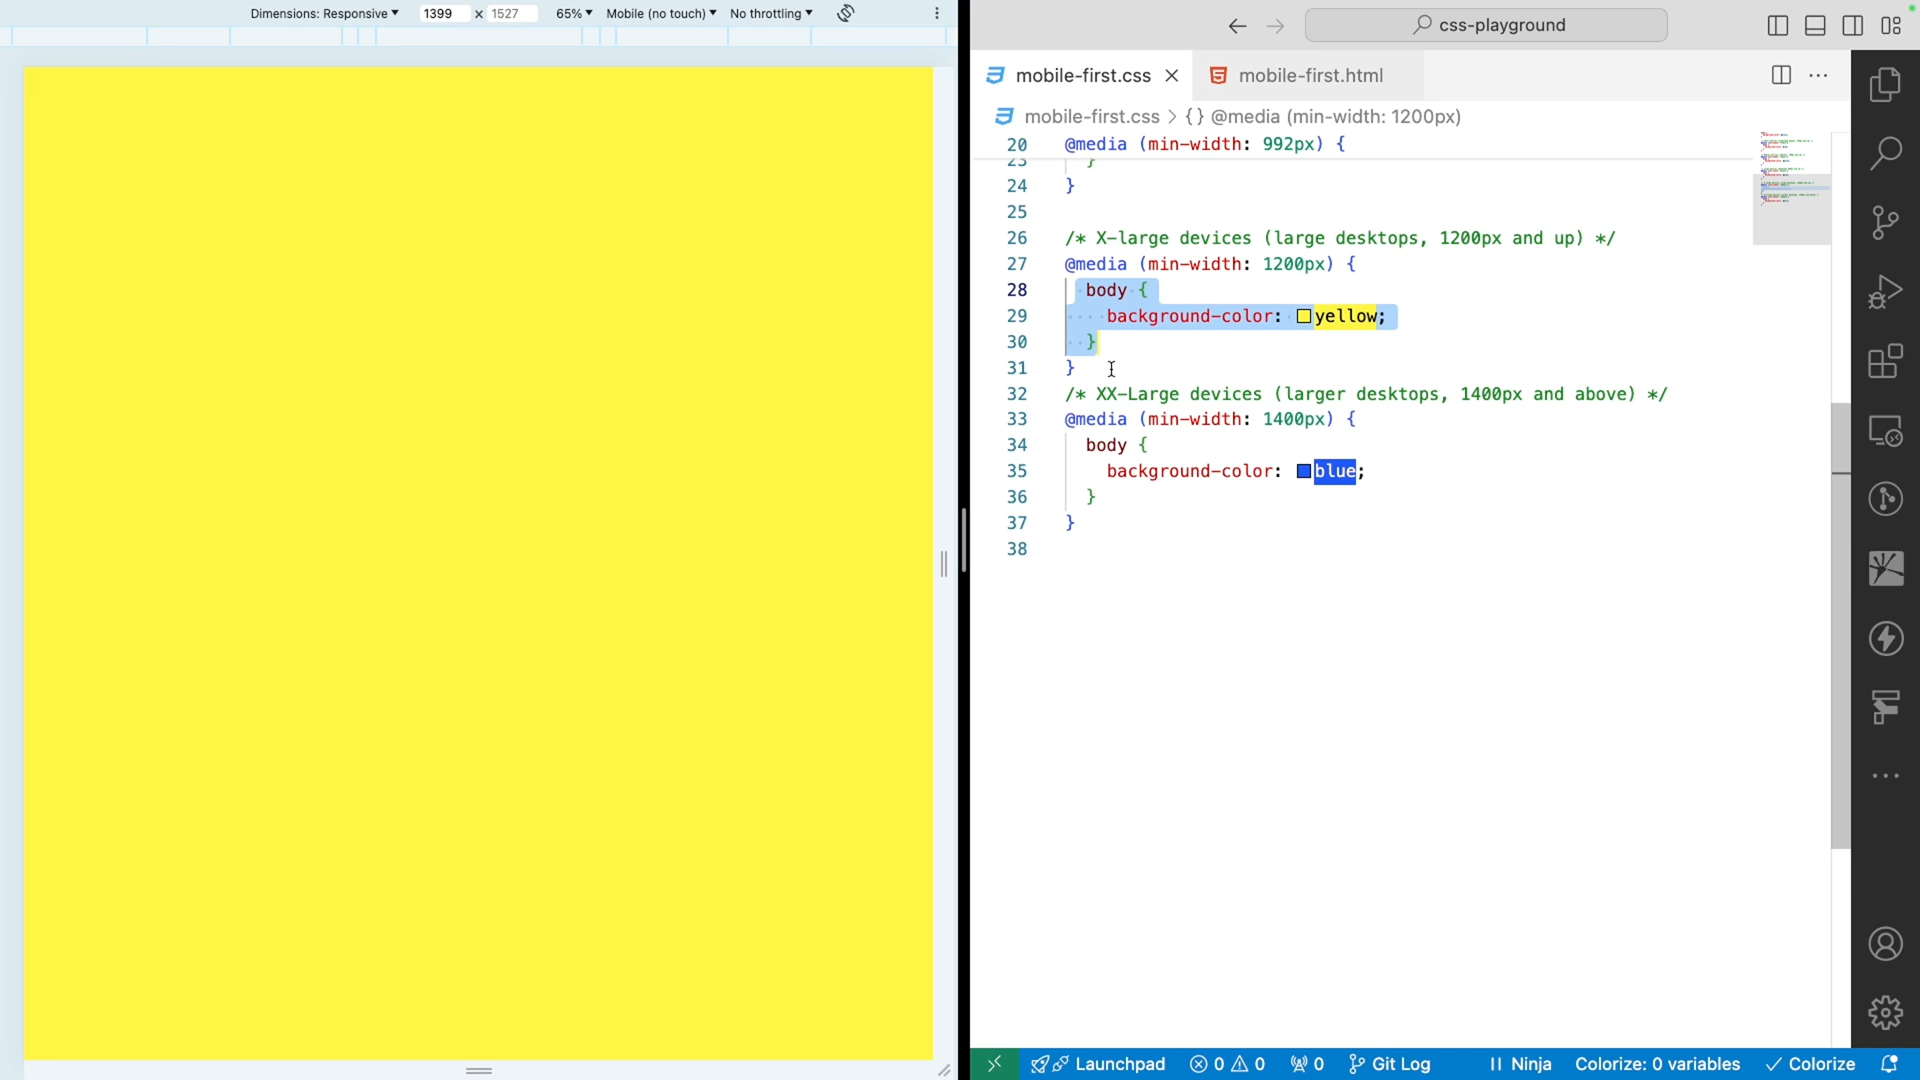 Dimensions: Responsive 1399 x 1527 65% Mobile (no touch) No throttling
css-playground
mobile-first.css mobile-first.html
mobile-first.css > {} @media (min-width: 1200px)
20 @media (min-width: 992px) {
23 }
24 }
25
26 /* X-large devices (large desktops, 1200px and up) */
27 @media (min-width: 1200px) {
28 body {
29 background-color: yellow;
30 }
31 }
32 /* XX-Large devices (larger desktops, 1400px and above) */
33 @media (min-width: 1400px) {
34 body {
35 background-color: blue;
36 }
37 }
38
Launchpad 0 0 0 Git Log Ninja Colorize: 0 variables Colorize